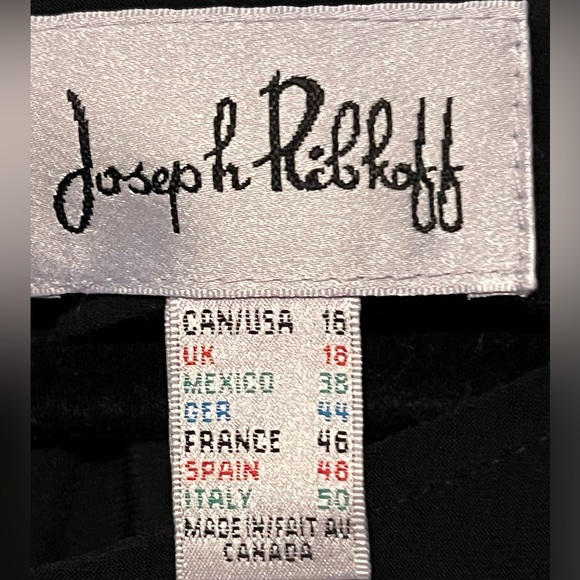 Joseph Ribkoff
CAN/USA 16
UK 18
MEXICO 38
GER 44
FRANCE 46
SPAIN 48
ITALY 50
MADE IN/FAIT AU
CANADA